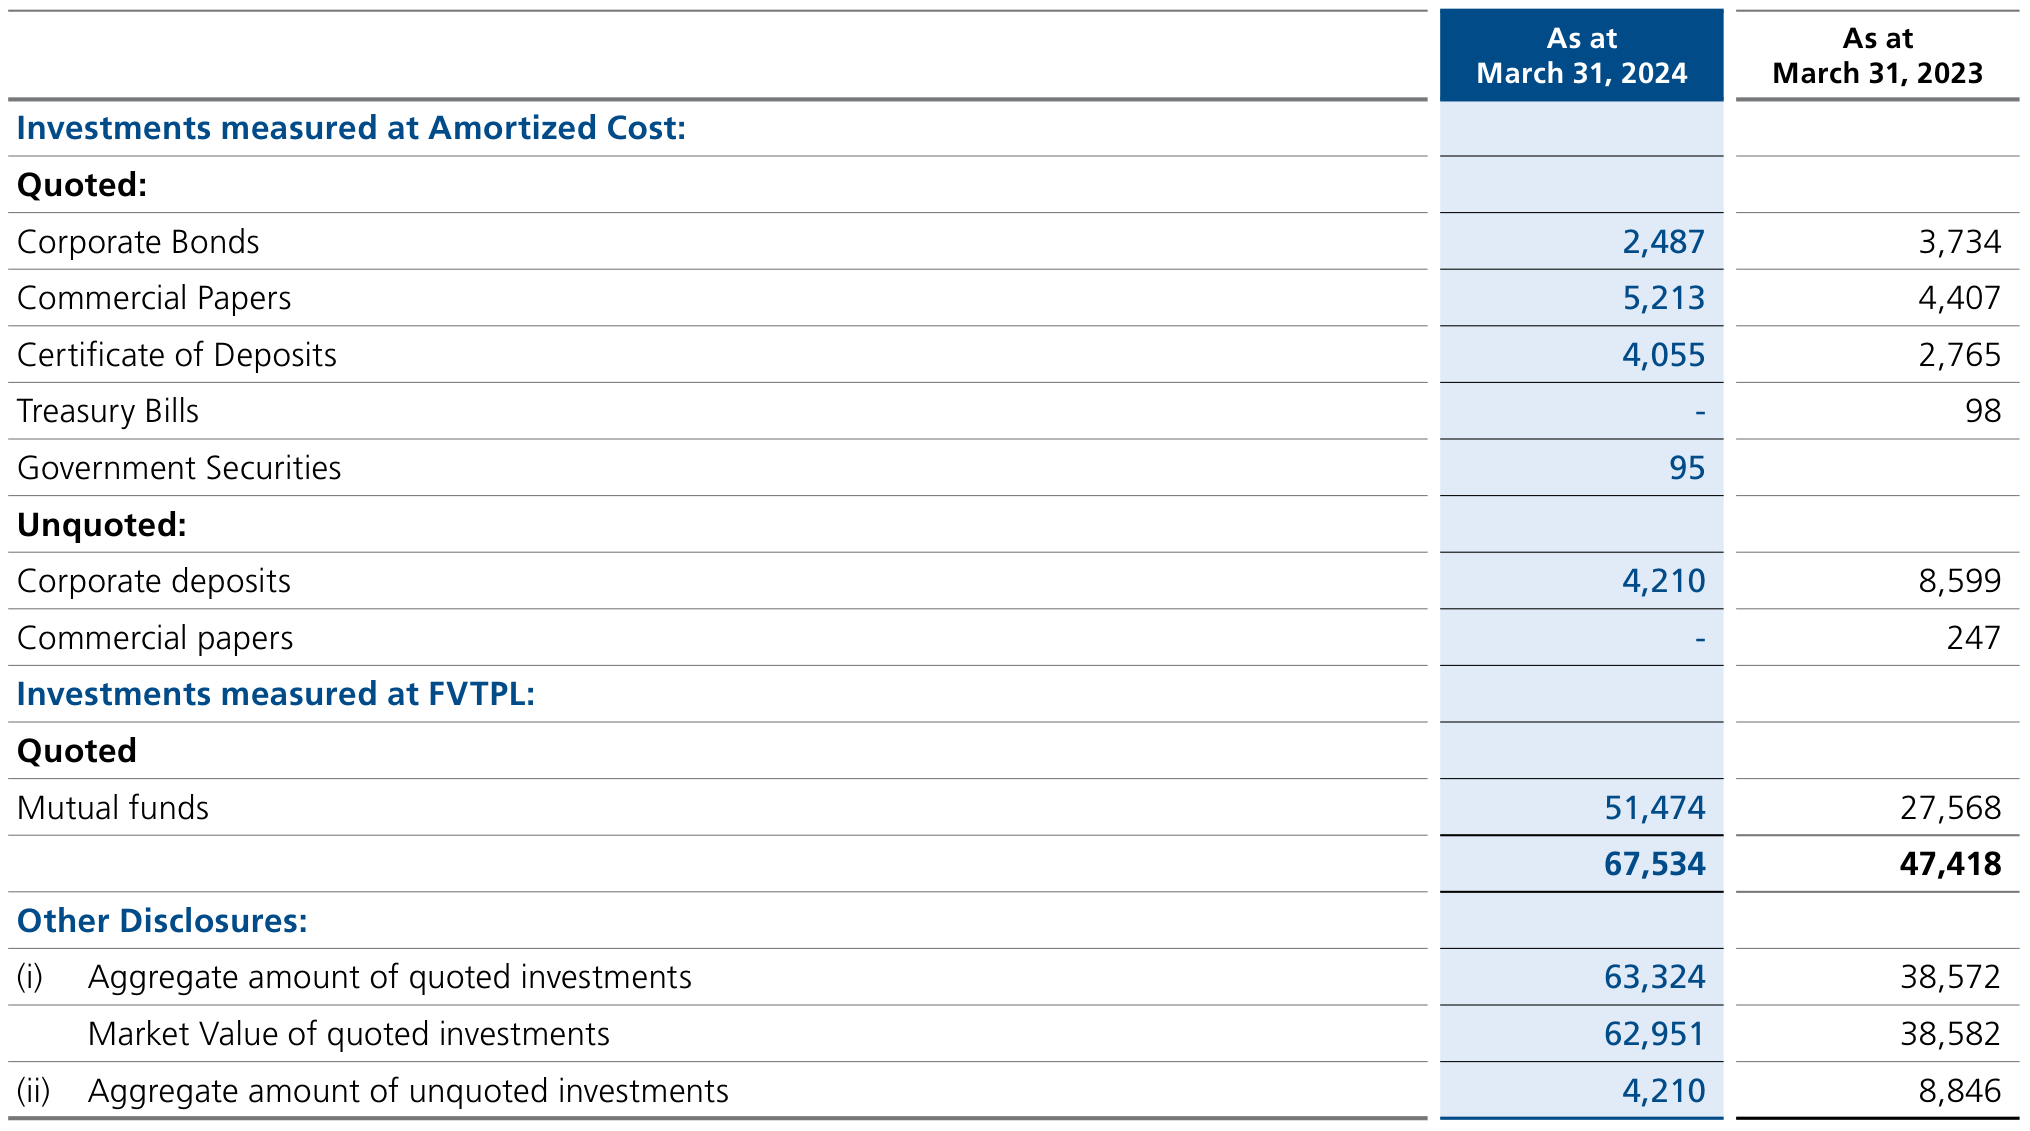 As at
March 31, 2024
As at
March 31, 2023
Investments measured at Amortized Cost:
Quoted:
Corporate Bonds 2,487 3,734
Commercial Papers 5,213 4,407
Certificate of Deposits 4,055 2,765
Treasury Bills - 98
Government Securities 95
Unquoted:
Corporate deposits 4,210 8,599
Commercial papers - 247
Investments measured at FVTPL:
Quoted
Mutual funds 51,474 27,568
67,534 47,418
Other Disclosures:
(i) Aggregate amount of quoted investments 63,324 38,572
Market Value of quoted investments 62,951 38,582
(ii) Aggregate amount of unquoted investments 4,210 8,846